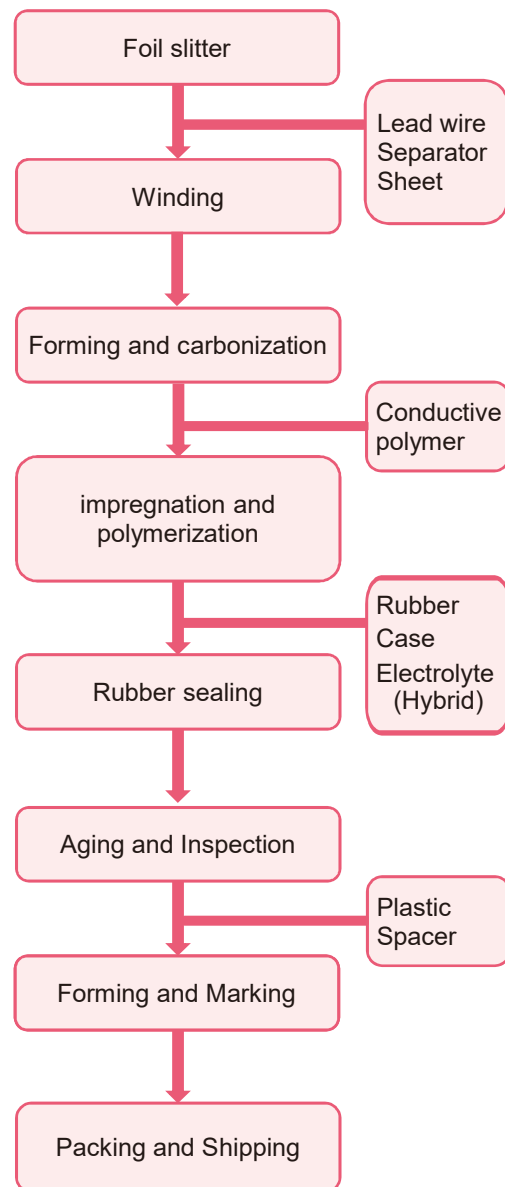 Foil slitter
Lead wire
Separator
Sheet
Winding
Forming and carbonization
Conductive
polymer
impregnation and
polymerization
Rubber
Case
Electrolyte
(Hybrid)
Rubber sealing
Aging and Inspection
Plastic
Spacer
Forming and Marking
Packing and Shipping